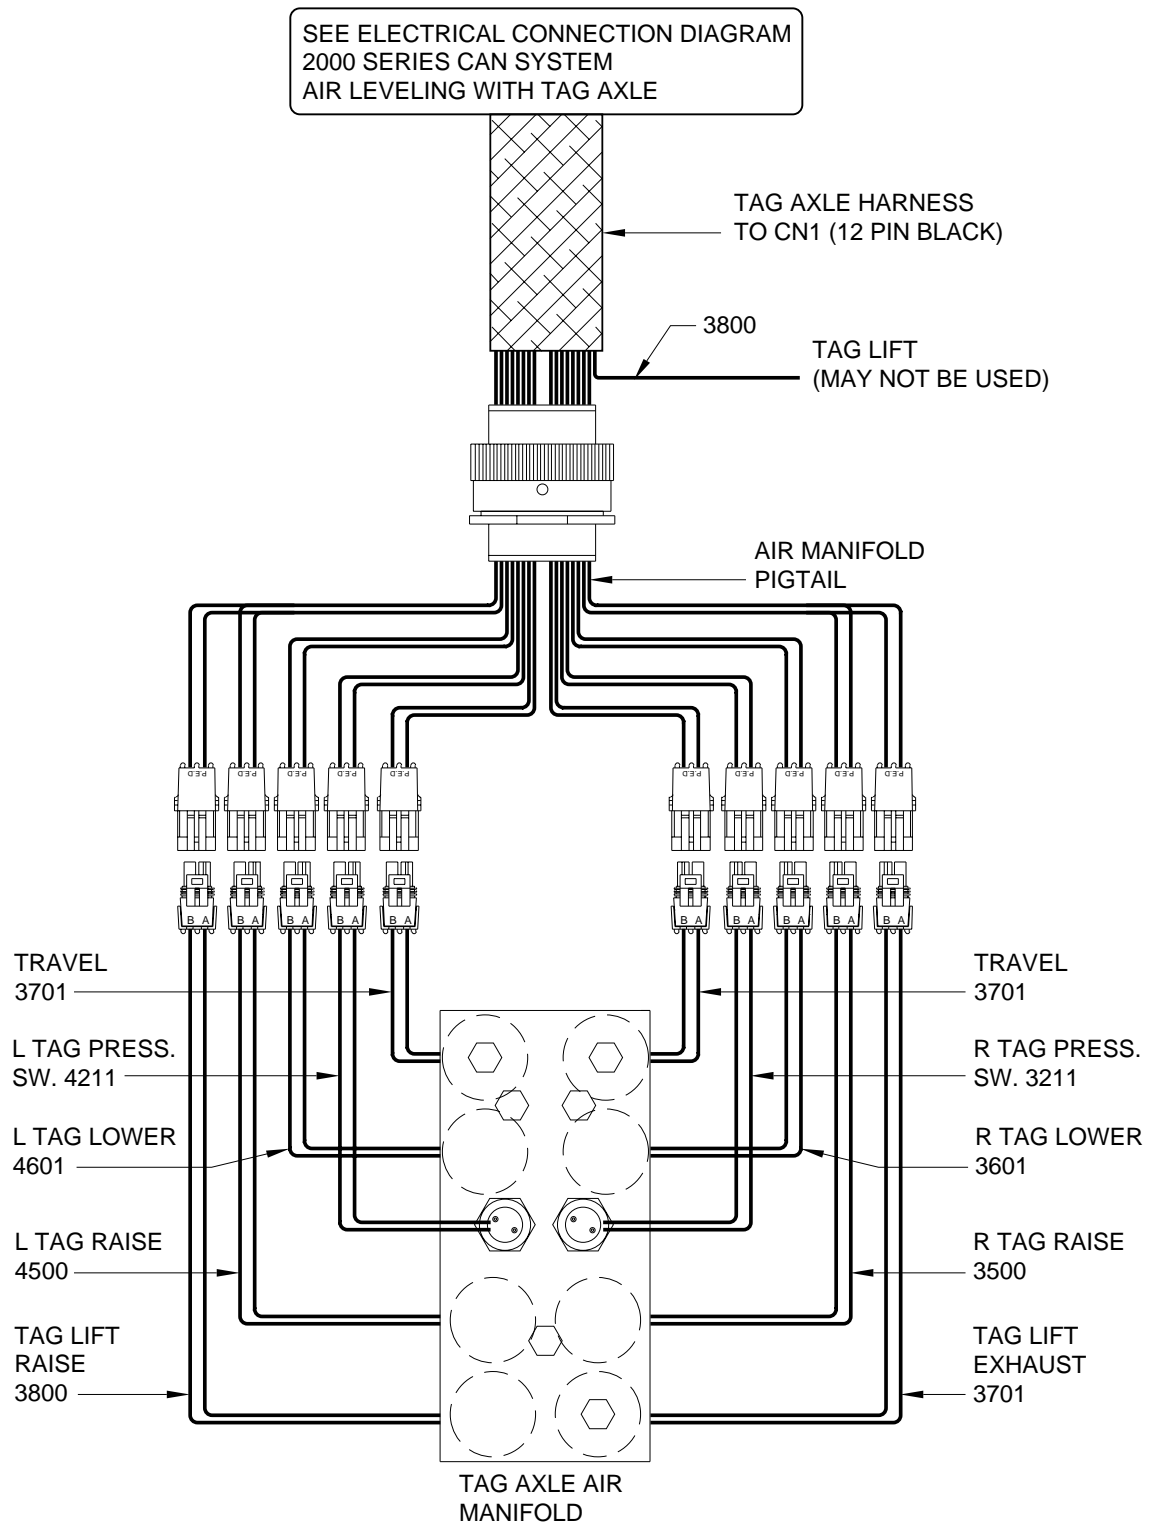 SEE ELECTRICAL CONNECTION DIAGRAM
2000 SERIES CAN SYSTEM
AIR LEVELING WITH TAG AXLE
TAG AXLE HARNESS
TO CN1 (12 PIN BLACK)
3800
TAG LIFT
(MAY NOT BE USED)
AIR MANIFOLD
PIGTAIL
P.E.D. P.E.D. P.E.D. P.E.D. P.E.D. P.E.D. P.E.D. P.E.D. P.E.D. P.E.D.
B A B A B A B A B A B A B A B A B A B A
TRAVEL
3701
L TAG PRESS.
SW. 4211
L TAG LOWER
4601
L TAG RAISE
4500
TAG LIFT
RAISE
3800
TRAVEL
3701
R TAG PRESS.
SW. 3211
R TAG LOWER
3601
R TAG RAISE
3500
TAG LIFT
EXHAUST
3701
TAG AXLE AIR
MANIFOLD